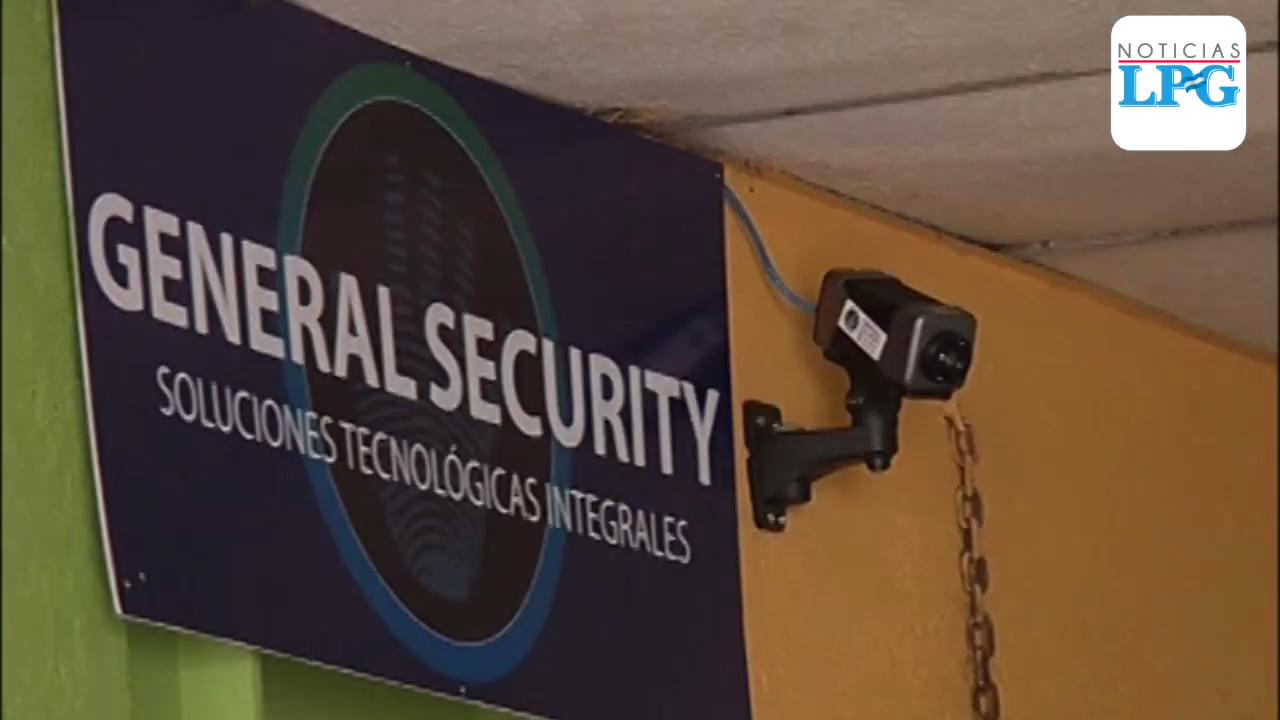 NOTICIAS
LPG
GENERAL SECURITY
SOLUCIONES TECNOLÓGICAS INTEGRALES